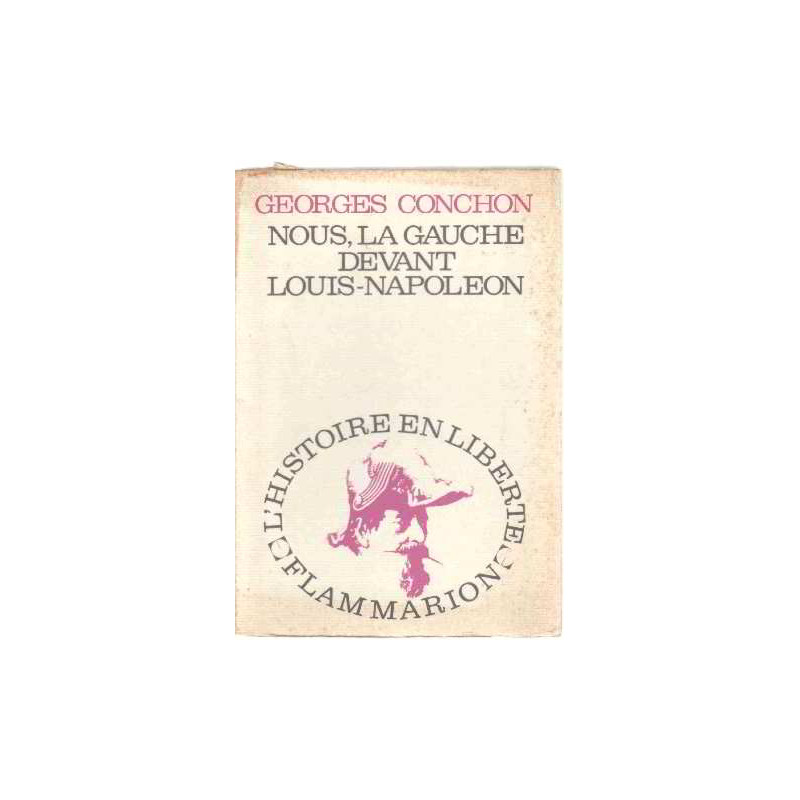 GEORGES CONCHON
NOUS, LA GAUCHE
DEVANT
LOUIS-NAPOLEON
L'HISTOIRE EN LIBERTE
FLAMMARION